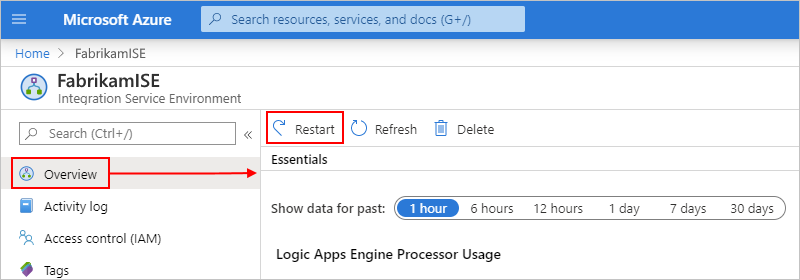 Microsoft Azure
Search resources, services, and docs (G+/)
Home > FabrikamISE
FabrikamISE
Integration Service Environment
Search (Ctrl+/)
«
Restart
Refresh
Delete
Essentials
Overview
Activity log
Access control (IAM)
Tags
Show data for past:
1 hour
6 hours
12 hours
1 day
7 days
30 days
Logic Apps Engine Processor Usage